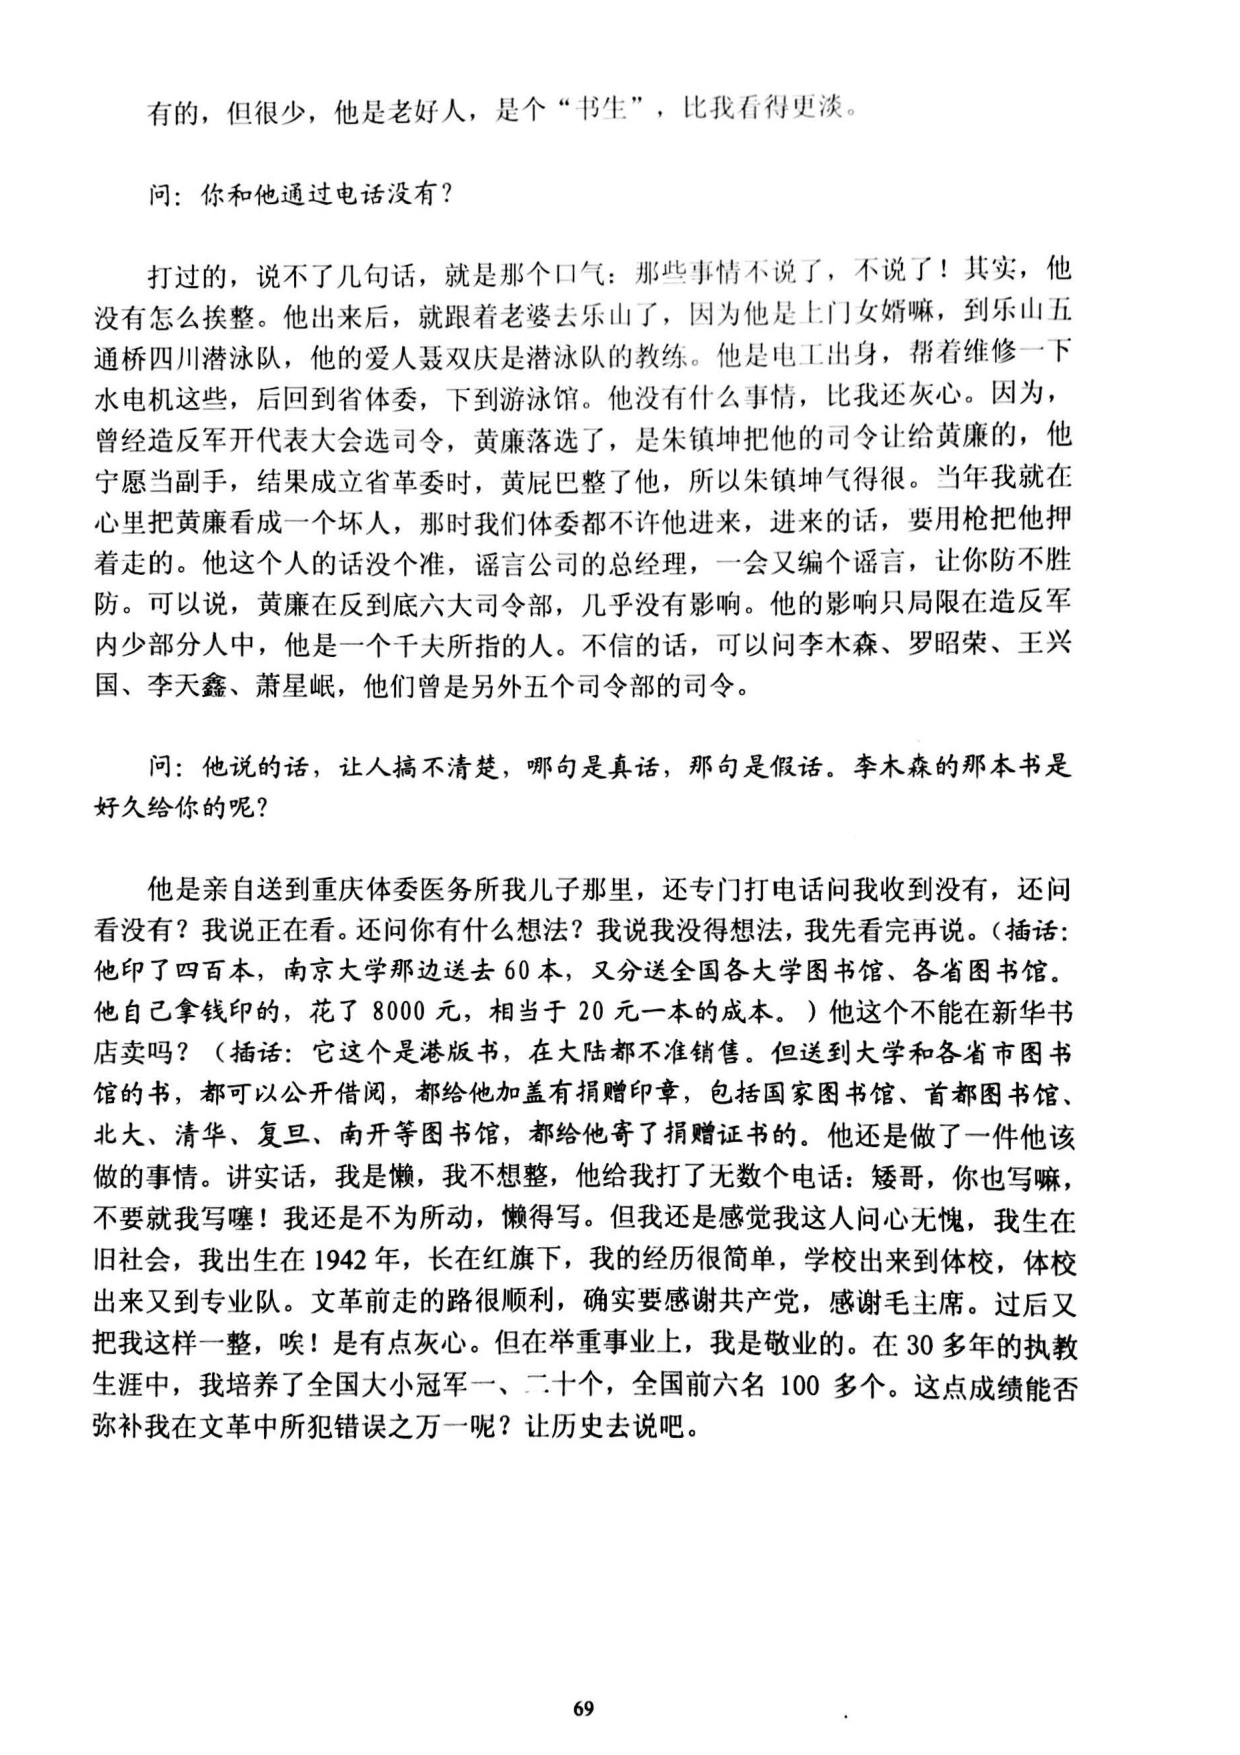 有的，但很少，他是老好人，是个“书生”，比我看得更淡。
问：你和他通过电话没有？
打过的，说不了几句话，就是那个口气：那些事情不说了，不说了！其实，他
没有怎么挨整。他出来后，就跟着老婆去乐山了，因为他是上门女婿嘛，到乐山五
通桥四川潜泳队，他的爱人聂双庆是潜泳队的教练。他是电工出身，帮着维修一下
水电机这些，后回到省体委，下到游泳馆。他没有什么事情，比我还灰心。因为，
曾经造反军开代表大会选司令，黄廉落选了，是朱镇坤把他的司令让给黄廉的，他
宁愿当副手，结果成立省革委时，黄屁巴整了他，所以朱镇坤气得很。当年我就在
心里把黄廉看成一个坏人，那时我们体委都不许他进来，进来的话，要用枪把他押
着走的。他这个人的话没个准，谣言公司的总经理，一会又编个谣言，让你防不胜
防。可以说，黄廉在反到底六大司令部，几乎没有影响。他的影响只局限在造反军
内少部分人中，他是一个千夫所指的人。不信的话，可以问李木森、罗昭荣、王兴
国、李天鑫、萧星岷，他们曾是另外五个司令部的司令。
问：他说的话，让人搞不清楚，哪句是真话，那句是假话。李木森的那本书是
好久给你的呢？
他是亲自送到重庆体委医务所我儿子那里，还专门打电话问我收到没有，还问
看没有？我说正在看。还问你有什么想法？我说我没得想法，我先看完再说。（插话：
他印了四百本，南京大学那边送去 60 本，又分送全国各大学图书馆、各省图书馆。
他自己拿钱印的，花了 8000 元，相当于 20 元一本的成本。）他这个不能在新华书
店卖吗？（插话：它这个是港版书，在大陆都不准销售。但送到大学和各省市图书
馆的书，都可以公开借阅，都给他加盖有捐赠印章，包括国家图书馆、首都图书馆、
北大、清华、复旦、南开等图书馆，都给他寄了捐赠证书的。他还是做了一件他该
做的事情。讲实话，我是懒，我不想整，他给我打了无数个电话：矮哥，你也写嘛，
不要就我写噻！我还是不为所动，懒得写。但我还是感觉我这人问心无愧，我生在
旧社会，我出生在 1942 年，长在红旗下，我的经历很简单，学校出来到体校，体校
出来又到专业队。文革前走的路很顺利，确实要感谢共产党，感谢毛主席。过后又
把我这样一整，唉！是有点灰心。但在举重事业上，我是敬业的。在 30 多年的执教
生涯中，我培养了全国大小冠军一、二十个，全国前六名 100 多个。这点成绩能否
弥补我在文革中所犯错误之万一呢？让历史去说吧。
69